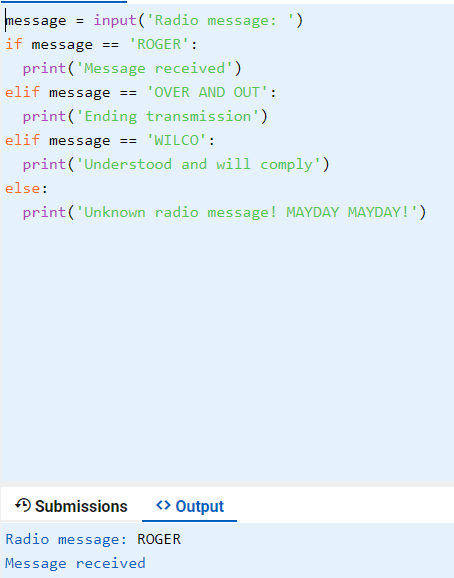 message = input('Radio message: ')
if message == 'ROGER':
  print('Message received')
elif message == 'OVER AND OUT':
  print('Ending transmission')
elif message == 'WILCO':
  print('Understood and will comply')
else:
  print('Unknown radio message! MAYDAY MAYDAY!')
Submissions <> Output
Radio message: ROGER
Message received